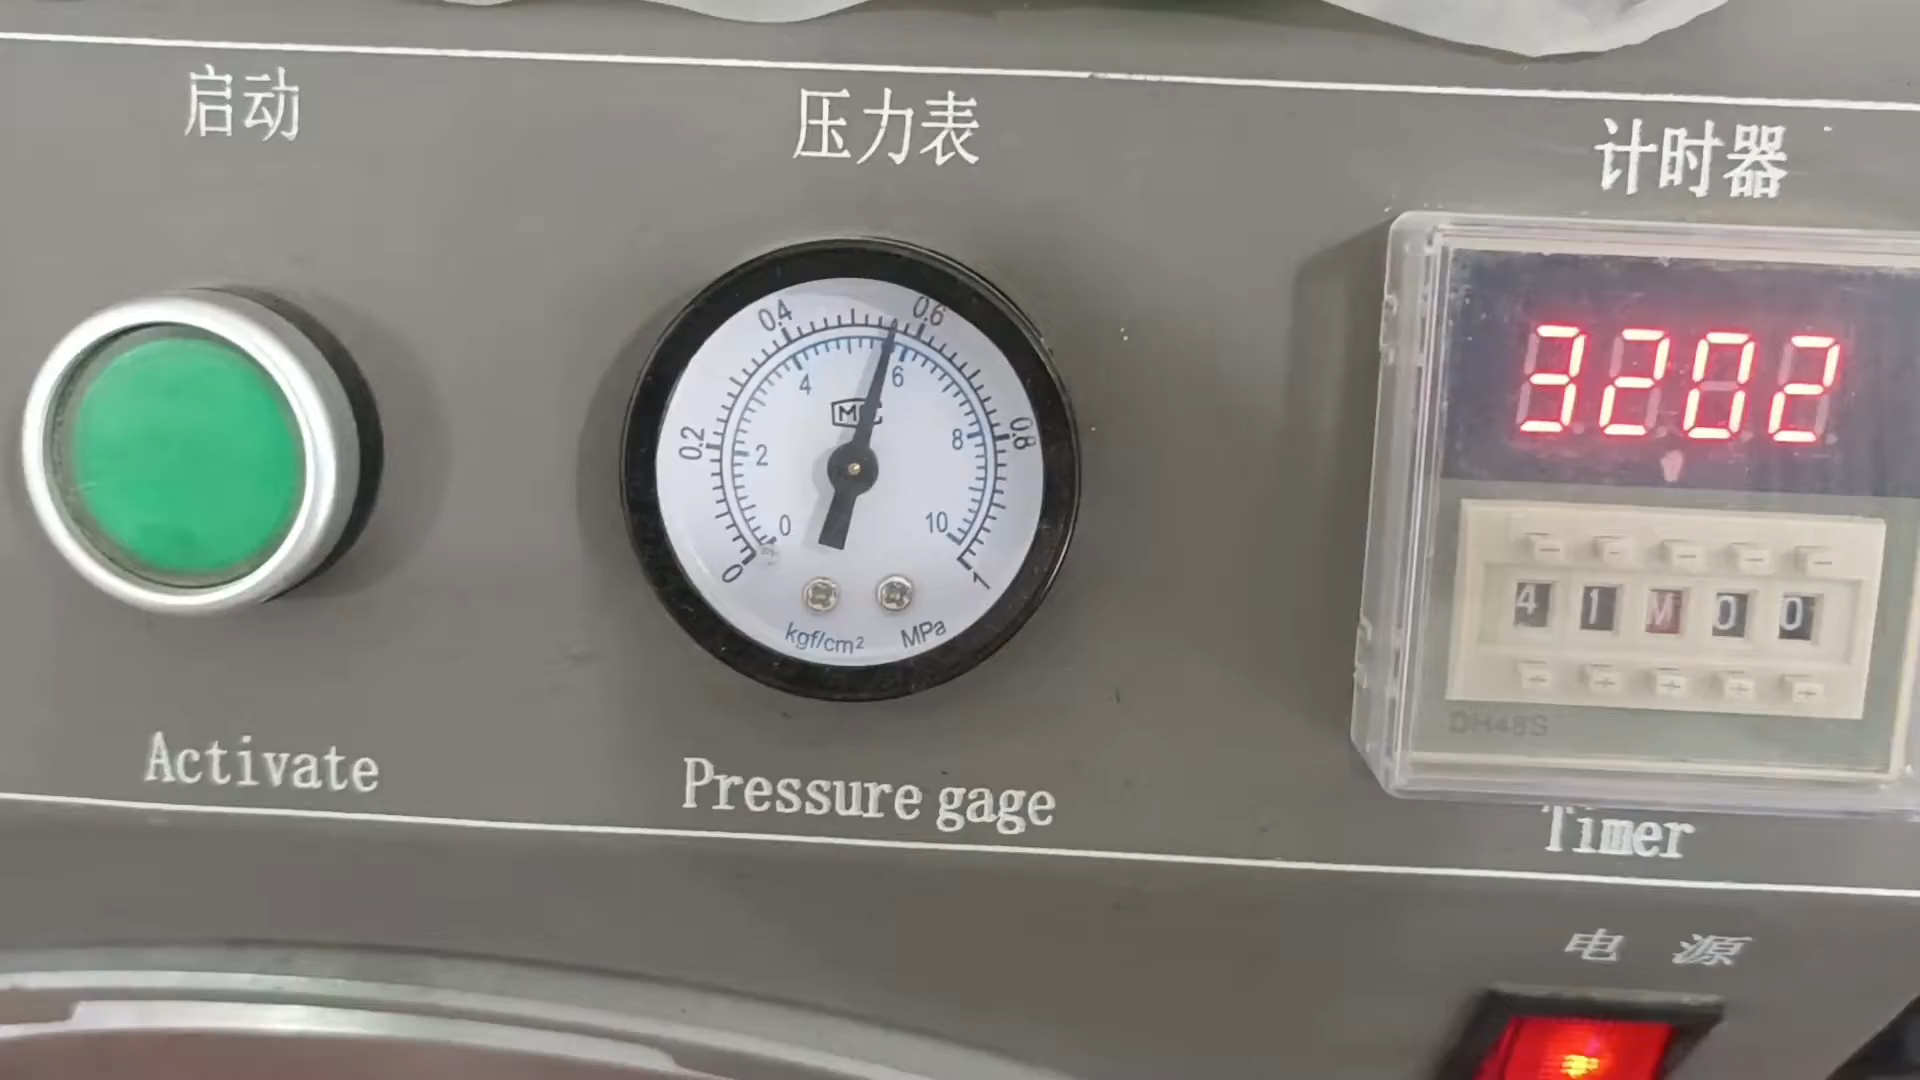 启动
压力表
计时器
0 0.2 0.4 0.6 0.8 1
0 2 4 6 8 10
kgf/cm²
MPa
3202
4 1 M 0 0
DH48S
Activate
Pressure gage
Timer
电 源